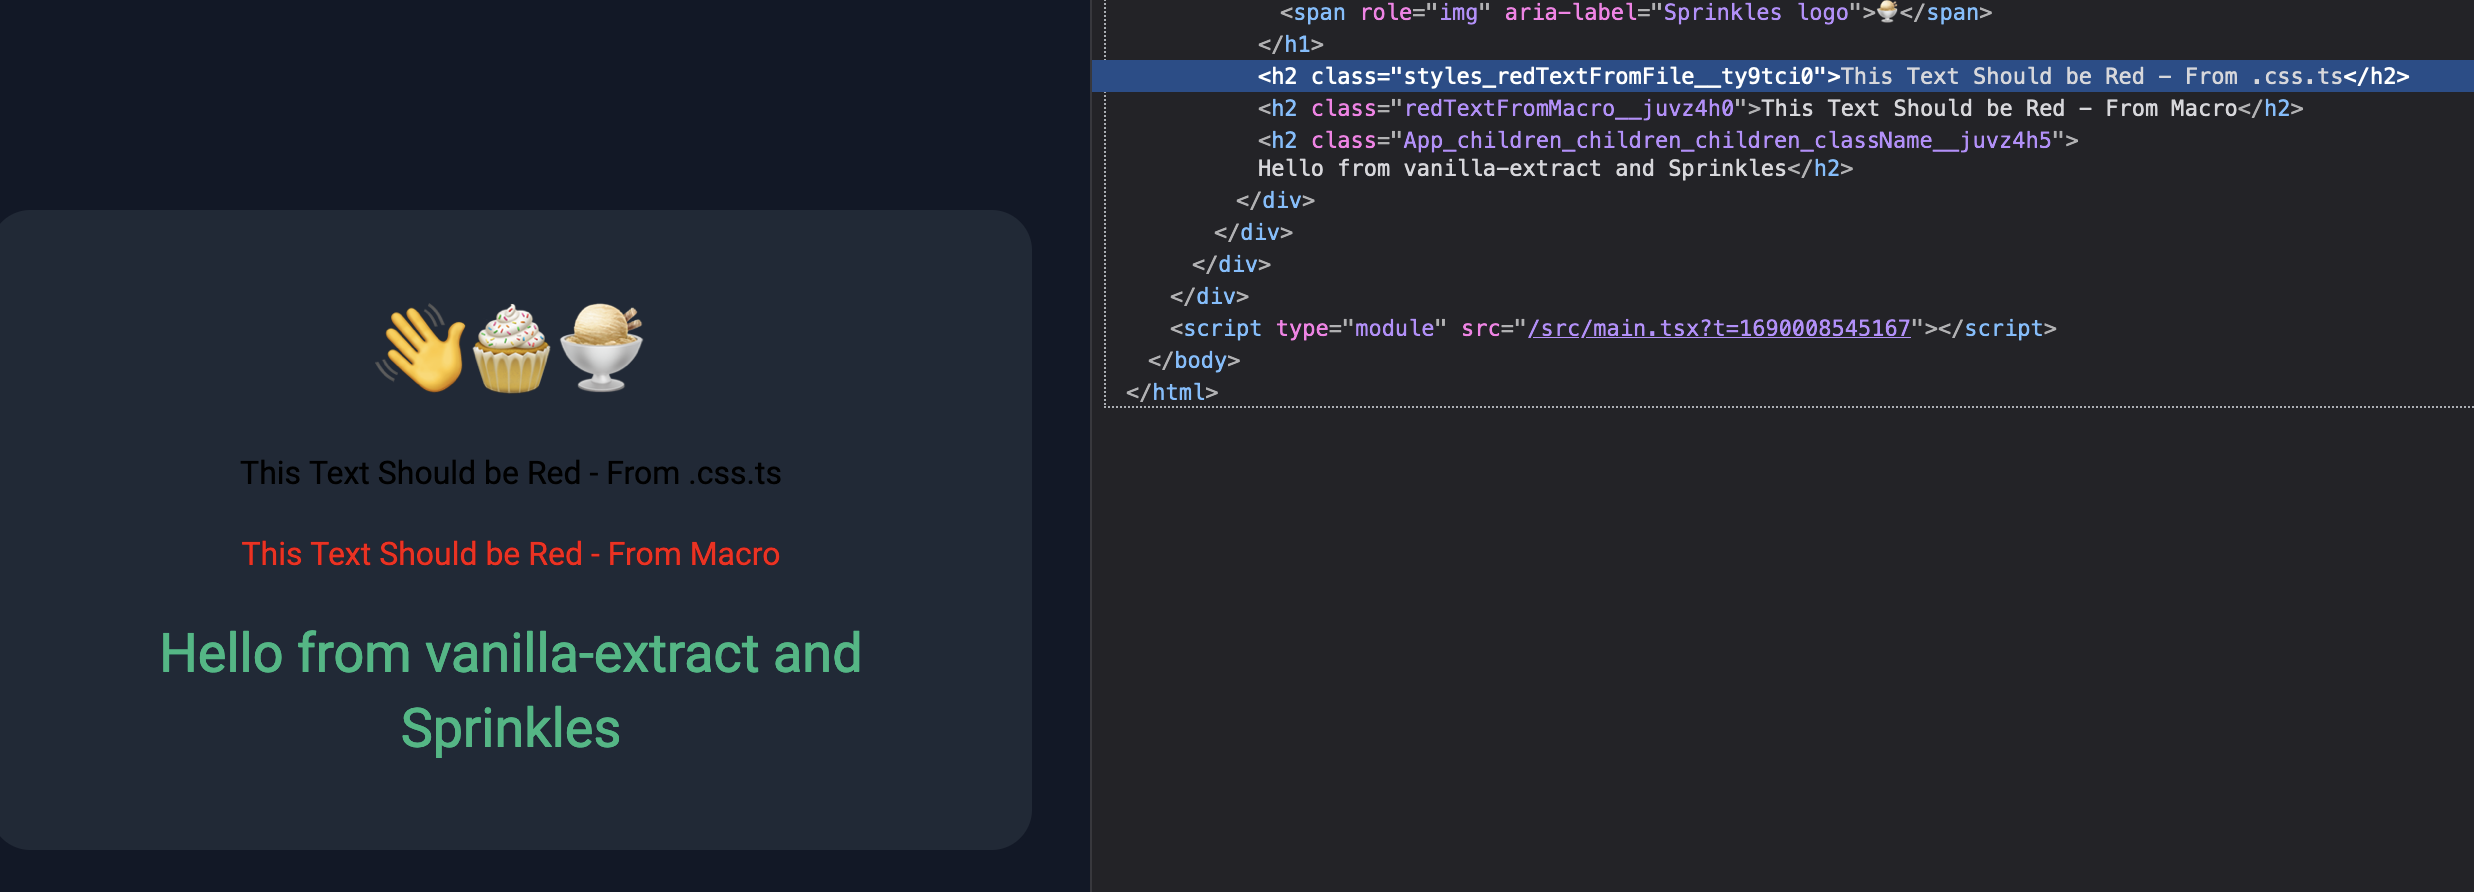 This Text Should be Red - From .css.ts
This Text Should be Red - From Macro
Hello from vanilla-extract and
Sprinkles
<span role="img" aria-label="Sprinkles logo">🍨</span>
</h1>
<h2 class="styles_redTextFromFile__ty9tci0">This Text Should be Red - From .css.ts</h2>
<h2 class="redTextFromMacro__juvz4h0">This Text Should be Red - From Macro</h2>
<h2 class="App_children_children_children_className__juvz4h5">
Hello from vanilla-extract and Sprinkles</h2>
</div>
</div>
</div>
</div>
<script type="module" src="/src/main.tsx?t=1690008545167"></script>
</body>
</html>